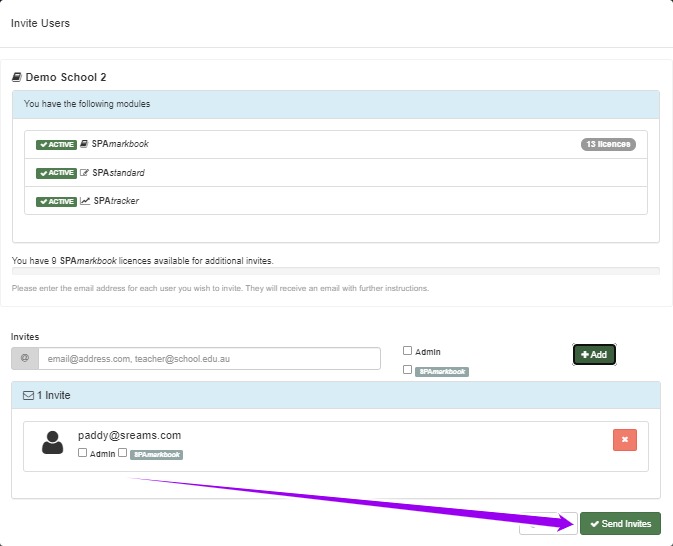 Invite Users
Demo School 2
You have the following modules
ACTIVE SPAmarkbook 13 licences
ACTIVE SPAstandard
ACTIVE SPAtracker
You have 9 SPAmarkbook licences available for additional invites.
Please enter the email address for each user you wish to invite. They will receive an email with further instructions.
Invites
@ email@address.com, teacher@school.edu.au
Admin
SPAmarkbook
Add
1 Invite
paddy@sreams.com
Admin SPAmarkbook
Send Invites